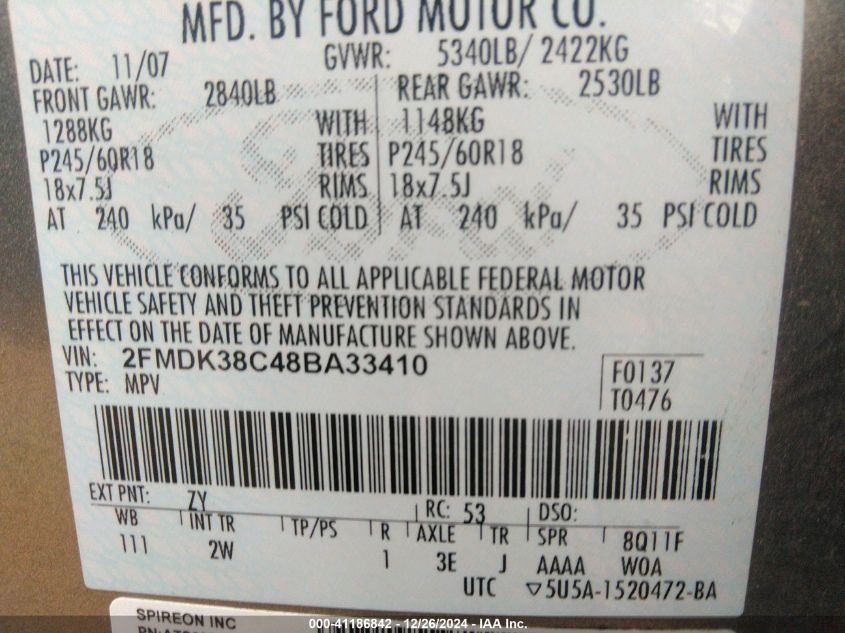 MFD. BY FORD MOTOR CO.
DATE: 11/07 GVWR: 5340LB/ 2422KG
FRONT GAWR: 2840LB REAR GAWR: 2530LB
1288KG WITH 1148KG WITH
P245/60R18 TIRES P245/60R18 TIRES
18x7.5J RIMS 18x7.5J RIMS
AT 240 kPa/ 35 PSI COLD AT 240 kPa/ 35 PSI COLD
THIS VEHICLE CONFORMS TO ALL APPLICABLE FEDERAL MOTOR
VEHICLE SAFETY AND THEFT PREVENTION STANDARDS IN
EFFECT ON THE DATE OF MANUFACTURE SHOWN ABOVE.
VIN: 2FMDK38C48BA33410
TYPE: MPV
F0137
T0476
EXT PNT: ZY RC: 53 DSO:
WB INT TR TP/PS R AXLE TR SPR 8Q11F
111 2W 1 3E J AAAA WOA
UTC ▽5U5A-1520472-BA
SPIREON INC
000-41186842 - 12/26/2024 - IAA Inc.